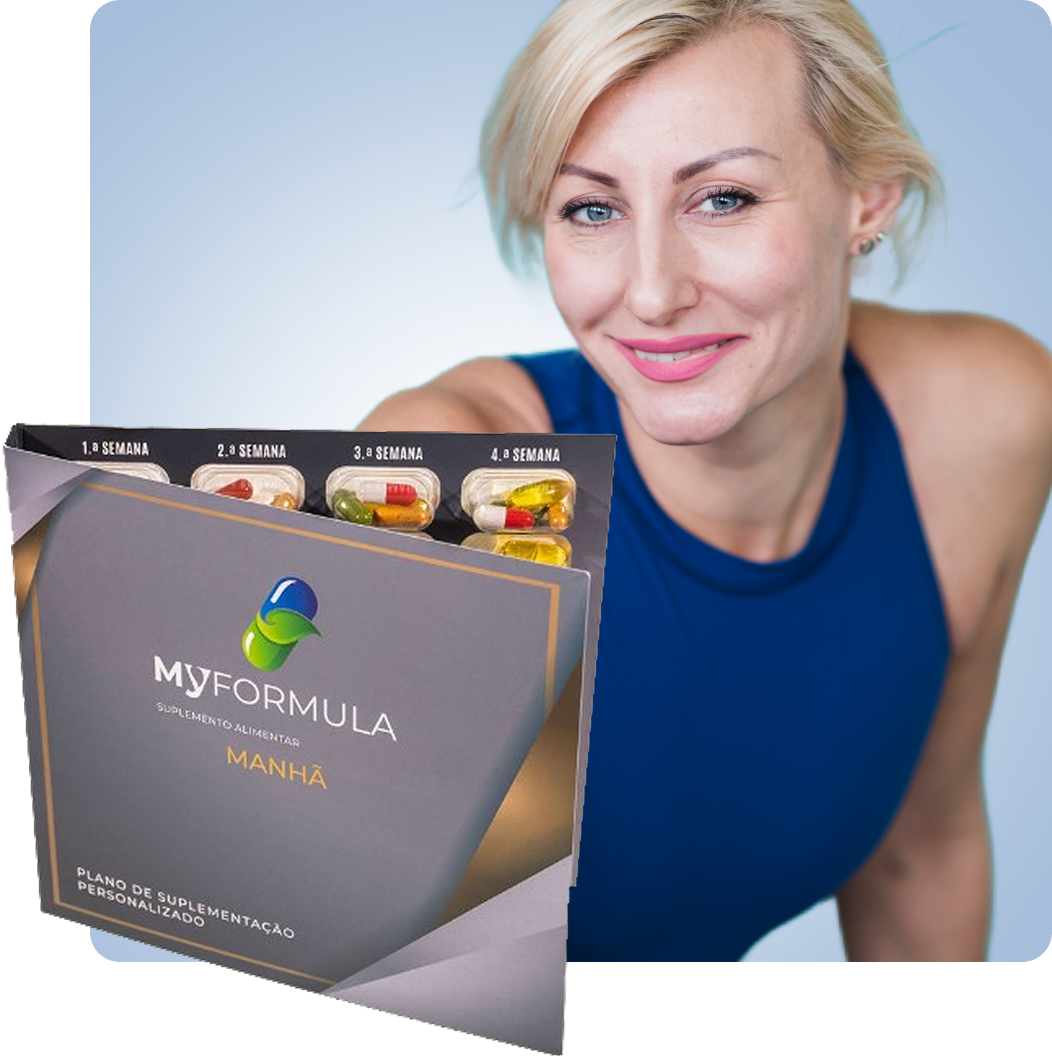 1.ª SEMANA
2.ª SEMANA
3.ª SEMANA
4.ª SEMANA
MyFORMULA
SUPLEMENTO ALIMENTAR
MANHÃ
PLANO DE SUPLEMENTAÇÃO
PERSONALIZADO